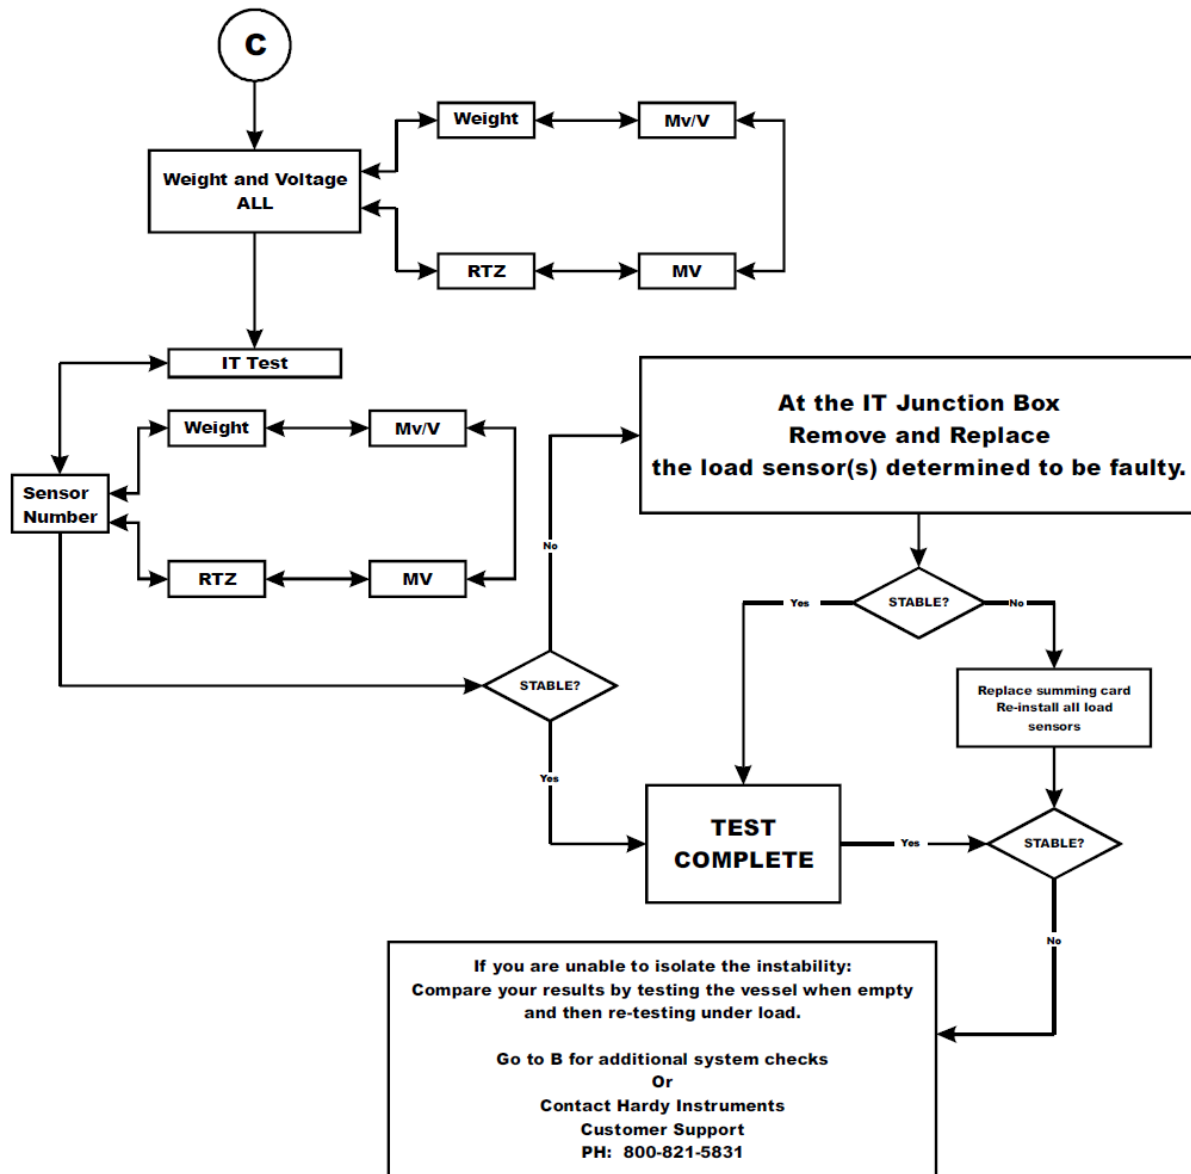 C
Weight
Mv/V
Weight and Voltage
ALL
RTZ
MV
IT Test
Weight
Mv/V
Sensor
Number
RTZ
MV
At the IT Junction Box
Remove and Replace
the load sensor(s) determined to be faulty.
No
STABLE?
Yes
No
STABLE?
Replace summing card
Re-install all load
sensors
Yes
TEST
COMPLETE
Yes
STABLE?
No
If you are unable to isolate the instability:
Compare your results by testing the vessel when empty
and then re-testing under load.
Go to B for additional system checks
Or
Contact Hardy Instruments
Customer Support
PH: 800-821-5831